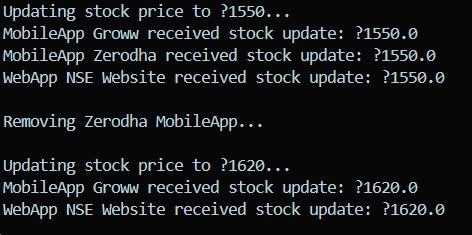 Updating stock price to ?1550...
MobileApp Groww received stock update: ?1550.0
MobileApp Zerodha received stock update: ?1550.0
WebApp NSE Website received stock update: ?1550.0
Removing Zerodha MobileApp...
Updating stock price to ?1620...
MobileApp Groww received stock update: ?1620.0
WebApp NSE Website received stock update: ?1620.0